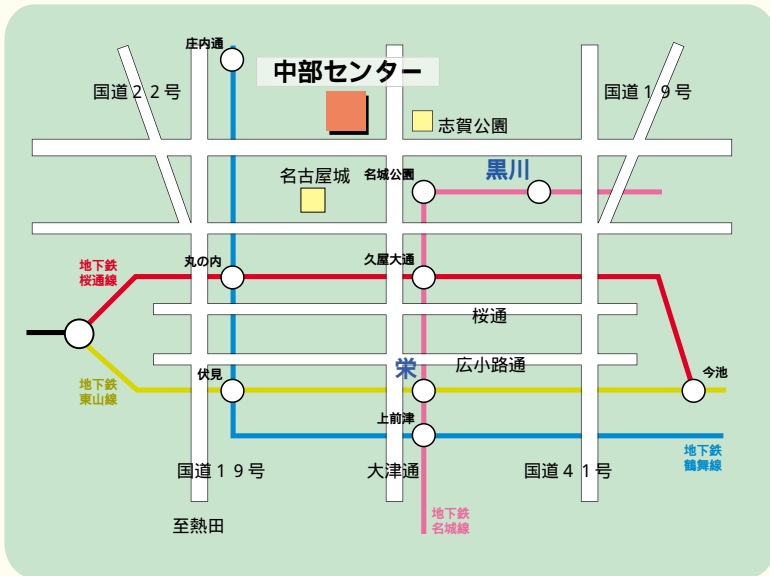 庄内通
中部センター
国道２２号
国道１９号
志賀公園
名古屋城
名城公園
黒川
地下鉄
桜通線
丸の内
久屋大通
桜通
広小路通
栄
伏見
今池
地下鉄
東山線
上前津
地下鉄
鶴舞線
国道１９号
大津通
国道４１号
地下鉄
名城線
至熱田